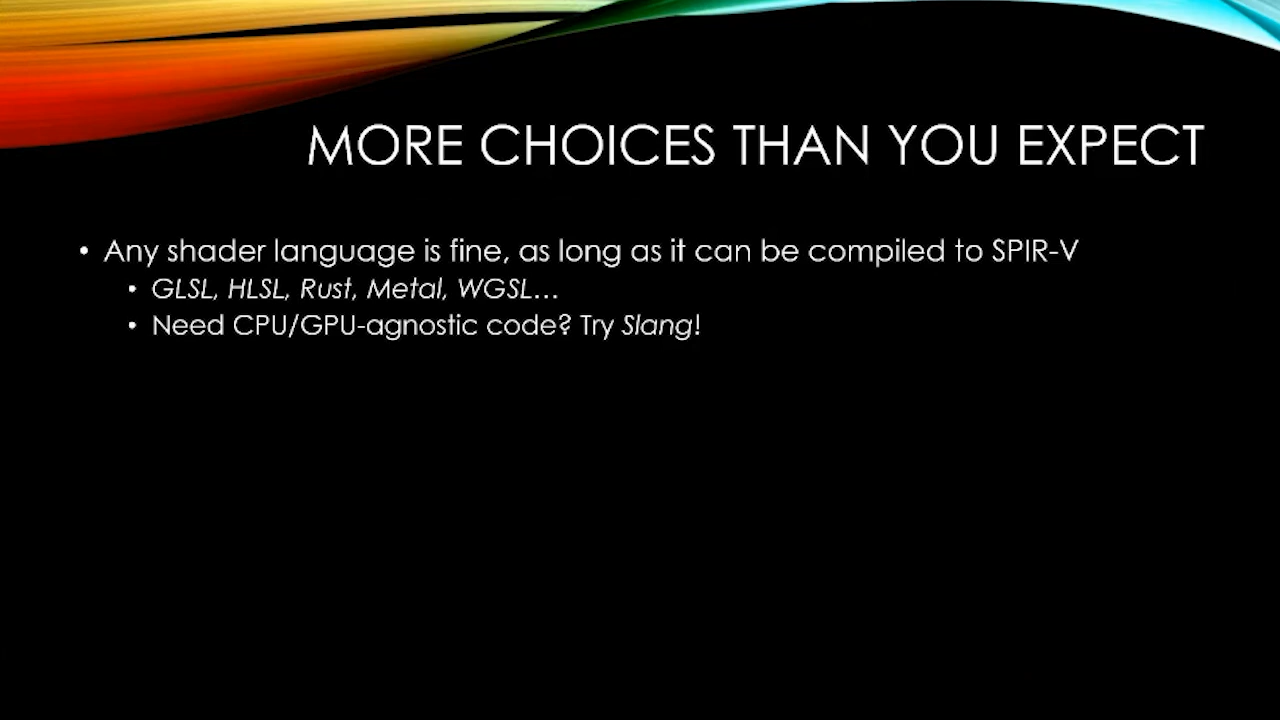 MORE CHOICES THAN YOU EXPECT
• Any shader language is fine, as long as it can be compiled to SPIR-V
• GLSL, HLSL, Rust, Metal, WGSL…
• Need CPU/GPU-agnostic code? Try Slang!